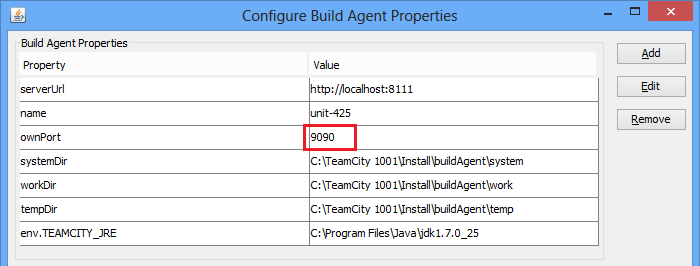 Configure Build Agent Properties
Build Agent Properties
Property Value
serverUrl http://localhost:8111
name unit-425
ownPort 9090
systemDir C:\TeamCity 1001\Install\buildAgent\system
workDir C:\TeamCity 1001\Install\buildAgent\work
tempDir C:\TeamCity 1001\Install\buildAgent\temp
env.TEAMCITY_JRE C:\Program Files\Java\jdk1.7.0_25
Add
Edit
Remove